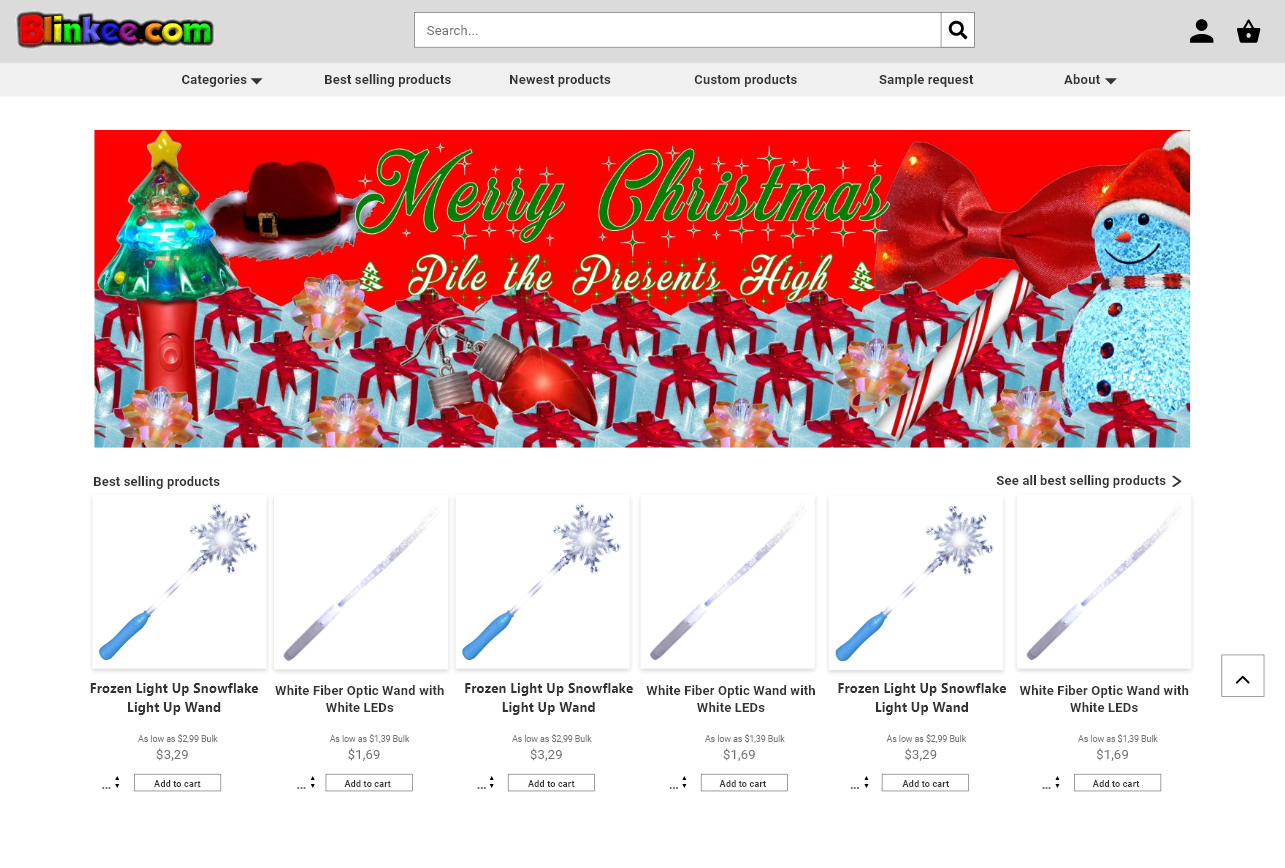 Blinkee.com
Search...
Categories
Best selling products
Newest products
Custom products
Sample request
About
Merry Christmas
Pile the Presents High
Best selling products
See all best selling products
Frozen Light Up Snowflake
Light Up Wand
As low as $2,99 Bulk
$3,29
...
Add to cart
White Fiber Optic Wand with
White LEDs
As low as $1,39 Bulk
$1,69
...
Add to cart
Frozen Light Up Snowflake
Light Up Wand
As low as $2,99 Bulk
$3,29
...
Add to cart
White Fiber Optic Wand with
White LEDs
As low as $1,39 Bulk
$1,69
...
Add to cart
Frozen Light Up Snowflake
Light Up Wand
As low as $2,99 Bulk
$3,29
...
Add to cart
White Fiber Optic Wand with
White LEDs
As low as $1,39 Bulk
$1,69
...
Add to cart